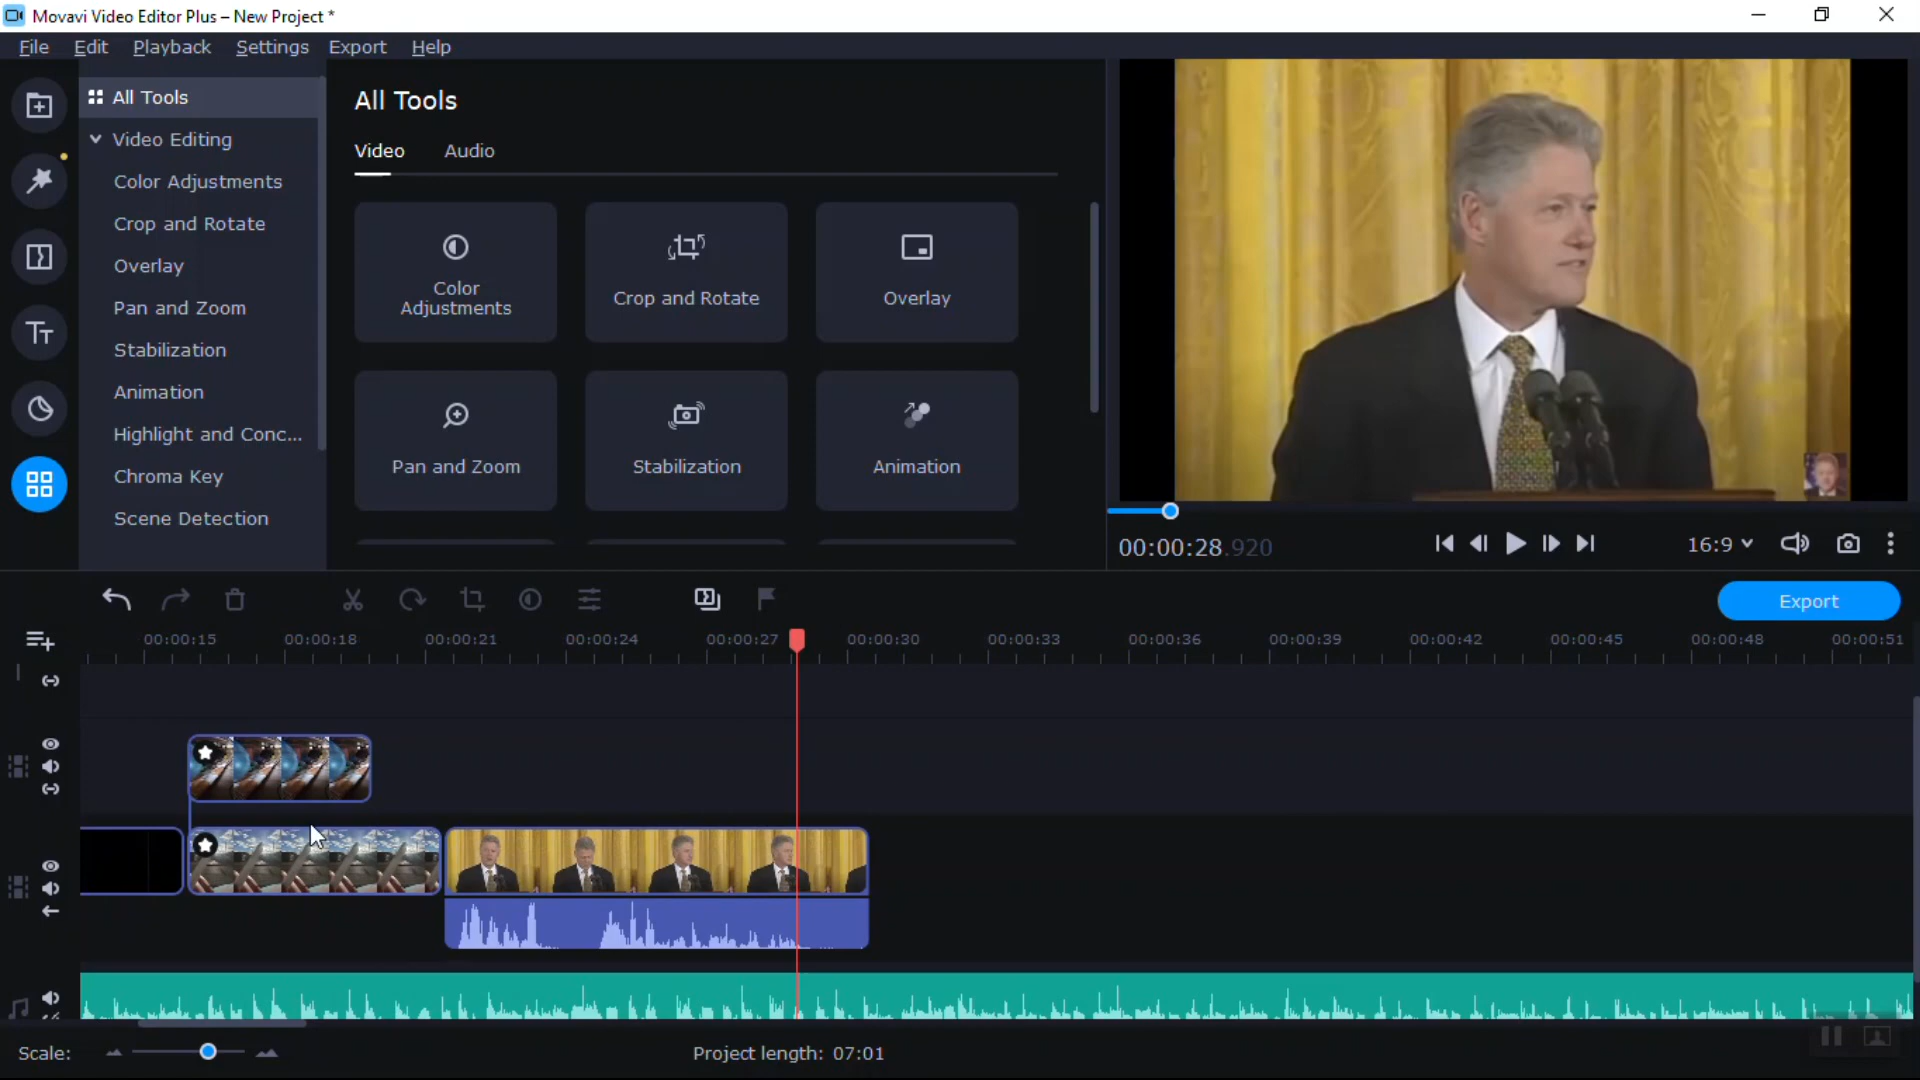 Movavi Video Editor Plus – New Project *
File Edit Playback Settings Export Help
All Tools
Video Editing
Color Adjustments
Crop and Rotate
Overlay
Pan and Zoom
Stabilization
Animation
Highlight and Conc...
Chroma Key
Scene Detection
All Tools
Video Audio
Color
Adjustments
Crop and Rotate
Overlay
Pan and Zoom
Stabilization
Animation
00:00:28.920
16:9
Export
00:00:15 00:00:18 00:00:21 00:00:24 00:00:27 00:00:30 00:00:33 00:00:36 00:00:39 00:00:42 00:00:45 00:00:48 00:00:51
Scale:
Project length: 07:01